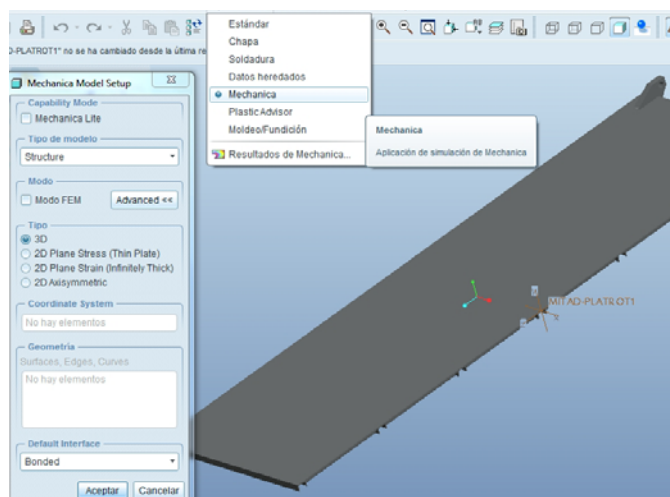 D-PLATROT1" no se ha cambiado desde la última re
Estándar
Chapa
Soldadura
Datos heredados
Mechanica
Plastic Advisor
Moldeo/Fundición
Resultados de Mechanica...
Mechanica
Aplicación de simulación de Mechanica
Mechanica Model Setup
Capability Mode
Mechanica Lite
Tipo de modelo
Structure
Modo
Modo FEM
Advanced <<
Tipo
3D
2D Plane Stress (Thin Plate)
2D Plane Strain (Infinitely Thick)
2D Axisymmetric
Coordinate System
No hay elementos
Geometría
Surfaces, Edges, Curves
No hay elementos
Default Interface
Bonded
Aceptar
Cancelar
MITAD-PLATROT1